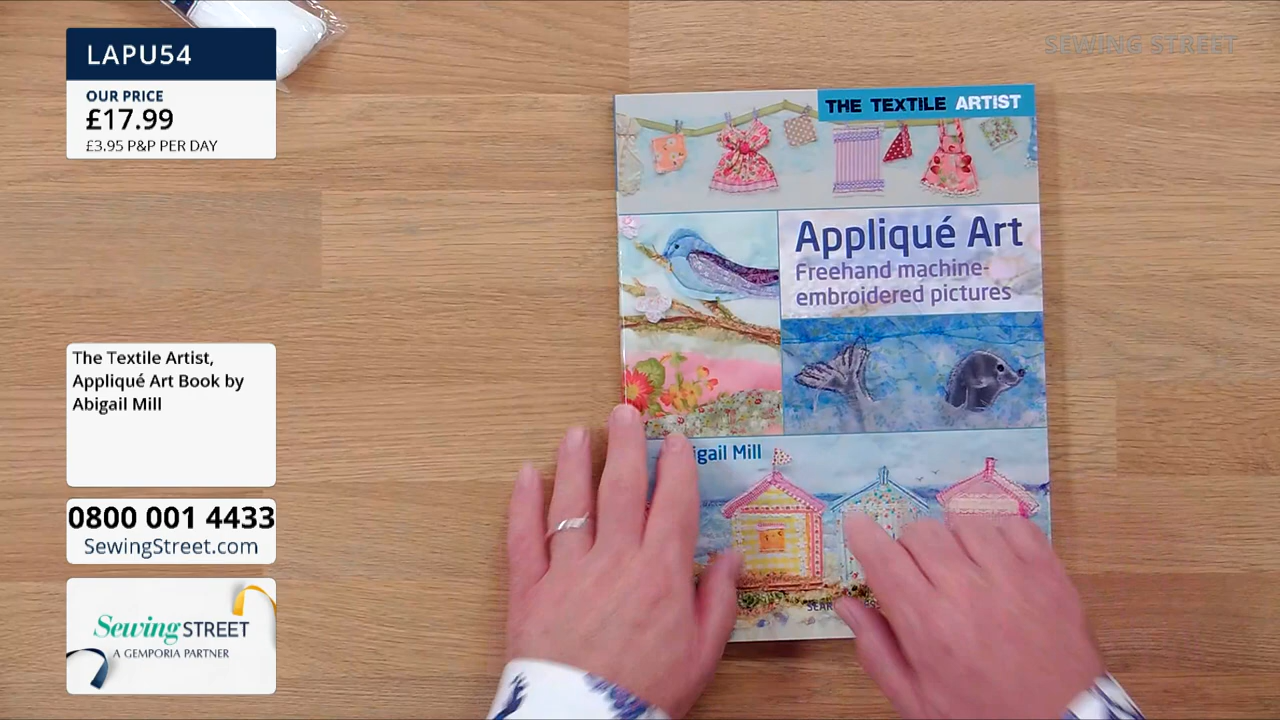 LAPU54
OUR PRICE
£17.99
£3.95 P&P PER DAY
SEWING STREET
THE TEXTILE ARTIST
Appliqué Art
Freehand machine-
embroidered pictures
igail Mill
The Textile Artist,
Appliqué Art Book by
Abigail Mill
0800 001 4433
SewingStreet.com
Sewing STREET
A GEMPORIA PARTNER